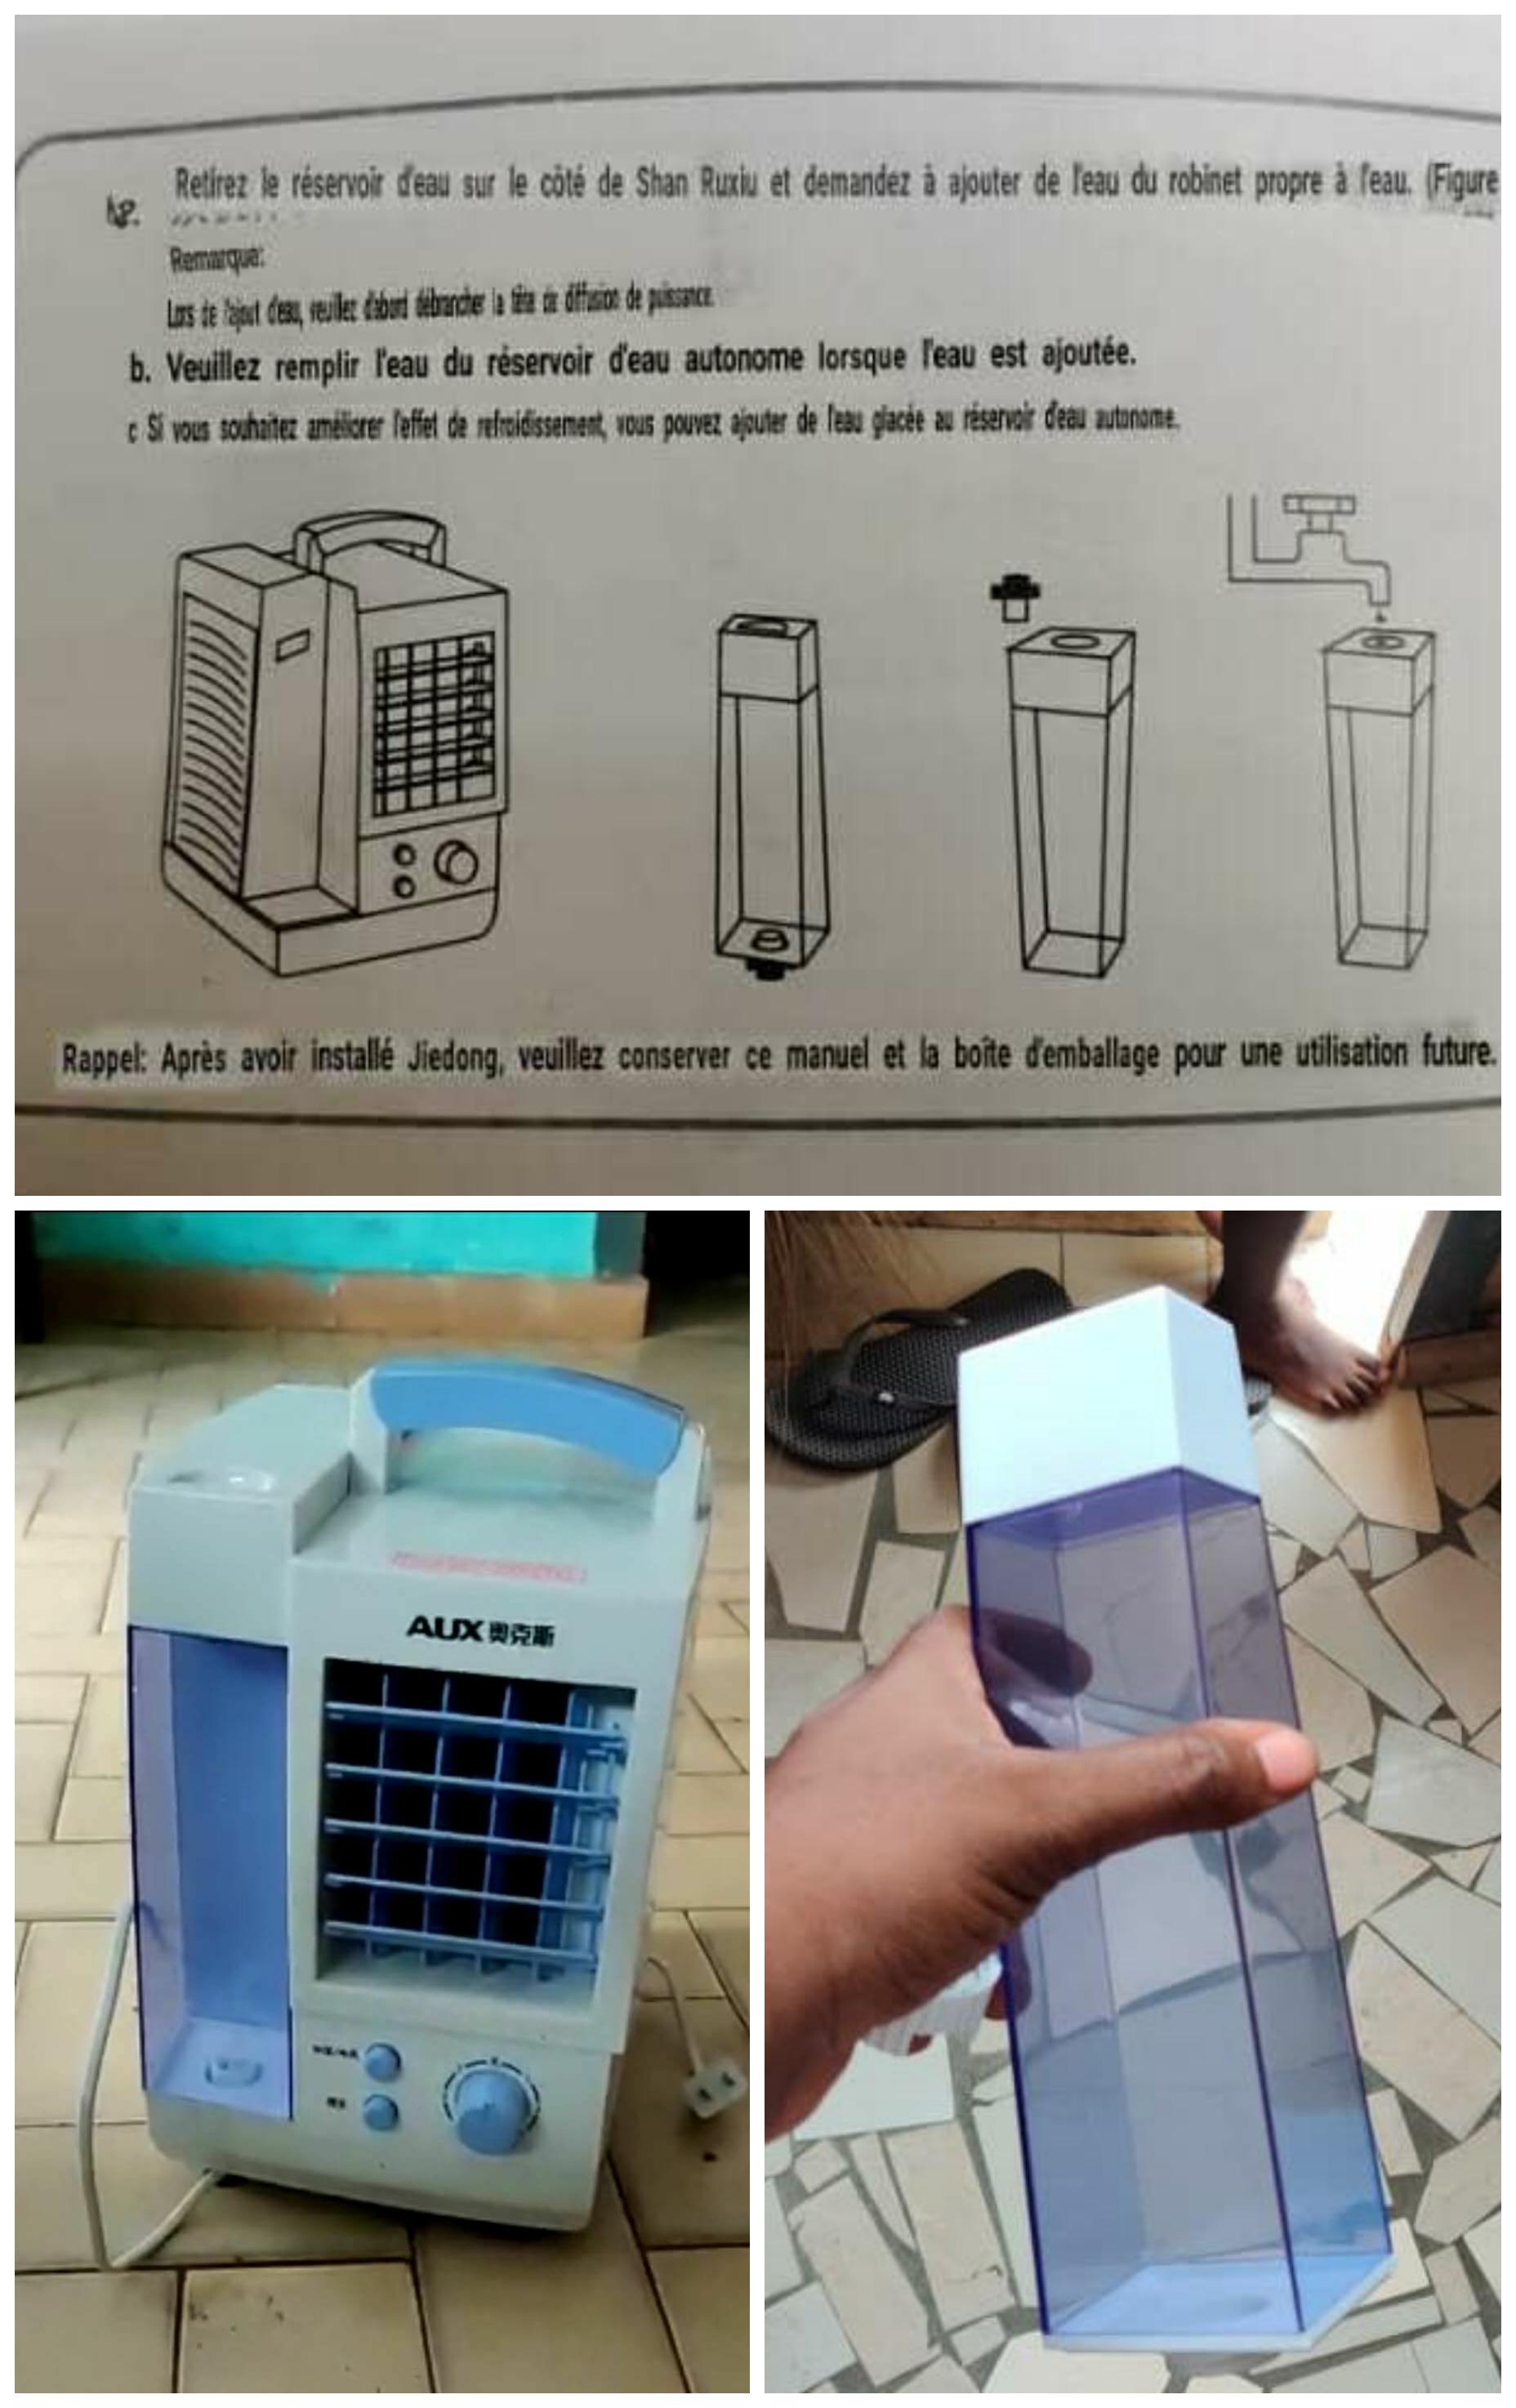 Retirez le réservoir d'eau sur le côté de Shan Ruxiu et demandez à ajouter de l'eau du robinet propre à l'eau. (Figure
Remarque:
Lors de l'ajout d'eau, veuillez d'abord débrancher la tête de diffusion de puissance.
b. Veuillez remplir l'eau du réservoir d'eau autonome lorsque l'eau est ajoutée.
c Si vous souhaitez améliorer l'effet de refroidissement, vous pouvez ajouter de l'eau glacée au réservoir d'eau autonome.
Rappel: Après avoir installé Jiedong, veuillez conserver ce manuel et la boîte d'emballage pour une utilisation future.
AUX 奥克斯